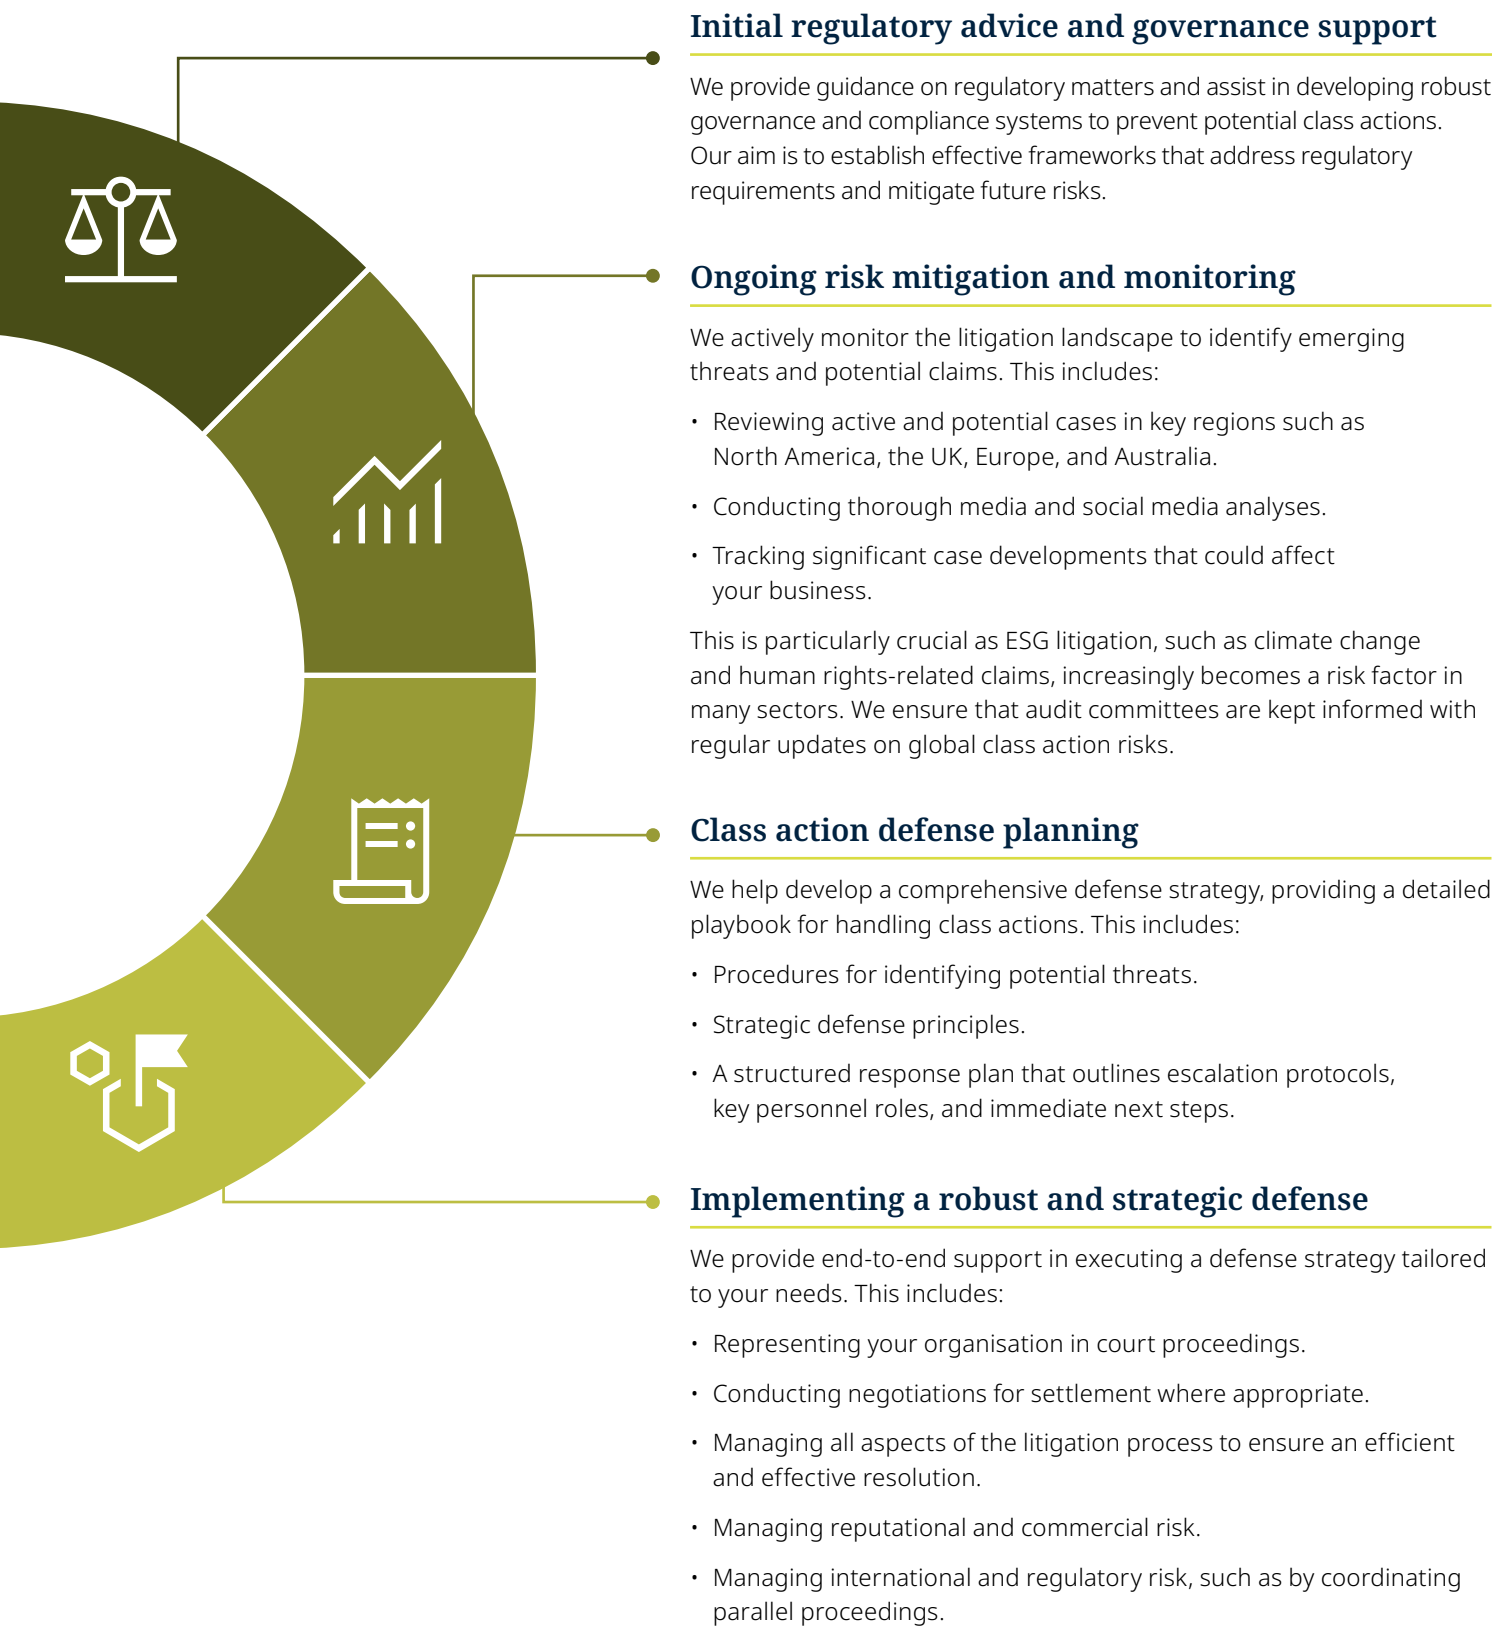 Initial regulatory advice and governance support
We provide guidance on regulatory matters and assist in developing robust
governance and compliance systems to prevent potential class actions.
Our aim is to establish effective frameworks that address regulatory
requirements and mitigate future risks.
Ongoing risk mitigation and monitoring
We actively monitor the litigation landscape to identify emerging
threats and potential claims. This includes:
• Reviewing active and potential cases in key regions such as
North America, the UK, Europe, and Australia.
• Conducting thorough media and social media analyses.
• Tracking significant case developments that could affect
your business.
This is particularly crucial as ESG litigation, such as climate change
and human rights-related claims, increasingly becomes a risk factor in
many sectors. We ensure that audit committees are kept informed with
regular updates on global class action risks.
Class action defense planning
We help develop a comprehensive defense strategy, providing a detailed
playbook for handling class actions. This includes:
• Procedures for identifying potential threats.
• Strategic defense principles.
• A structured response plan that outlines escalation protocols,
key personnel roles, and immediate next steps.
Implementing a robust and strategic defense
We provide end-to-end support in executing a defense strategy tailored
to your needs. This includes:
• Representing your organisation in court proceedings.
• Conducting negotiations for settlement where appropriate.
• Managing all aspects of the litigation process to ensure an efficient
and effective resolution.
• Managing reputational and commercial risk.
• Managing international and regulatory risk, such as by coordinating
parallel proceedings.